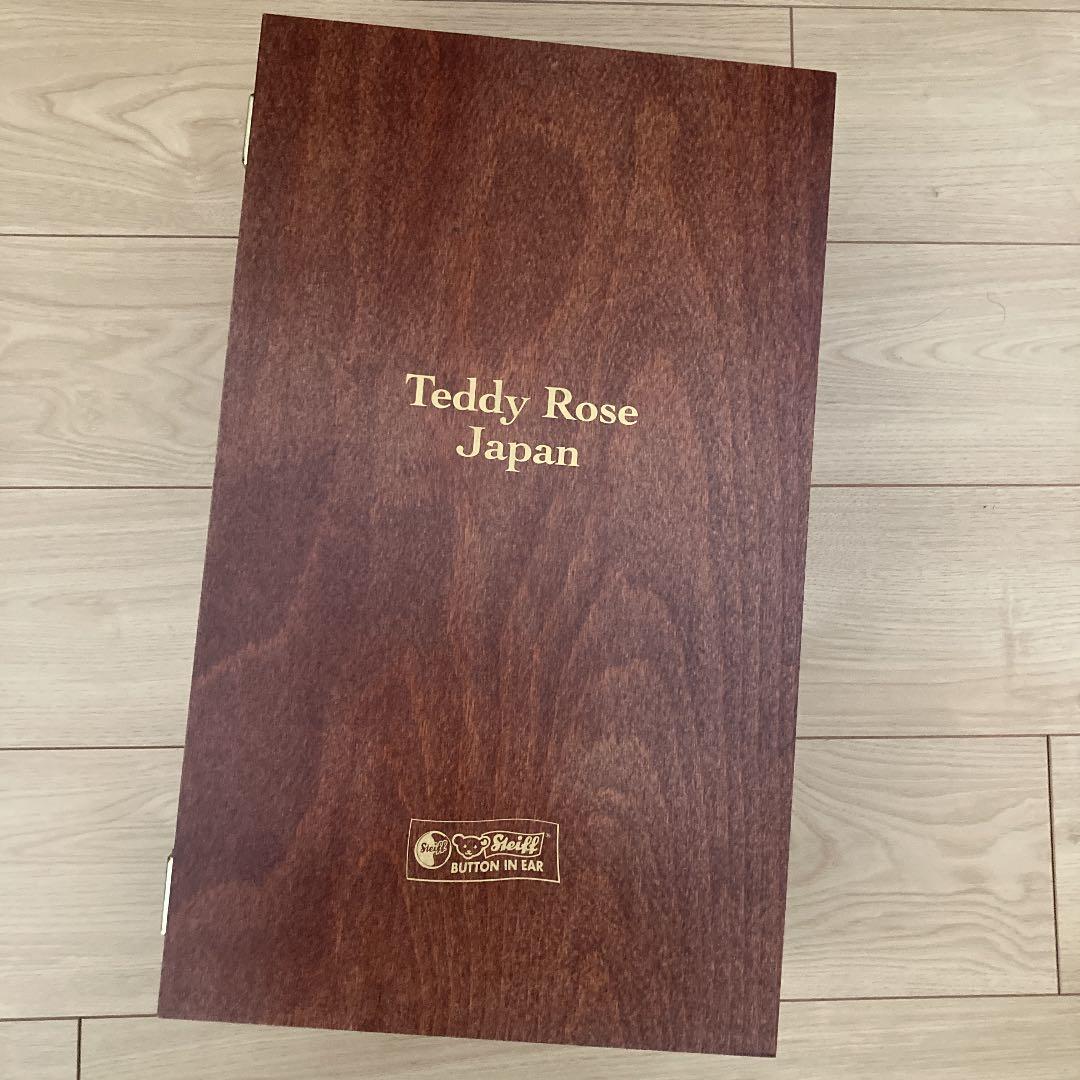 Teddy Rose
Japan
Steiff Steiff®
BUTTON IN EAR